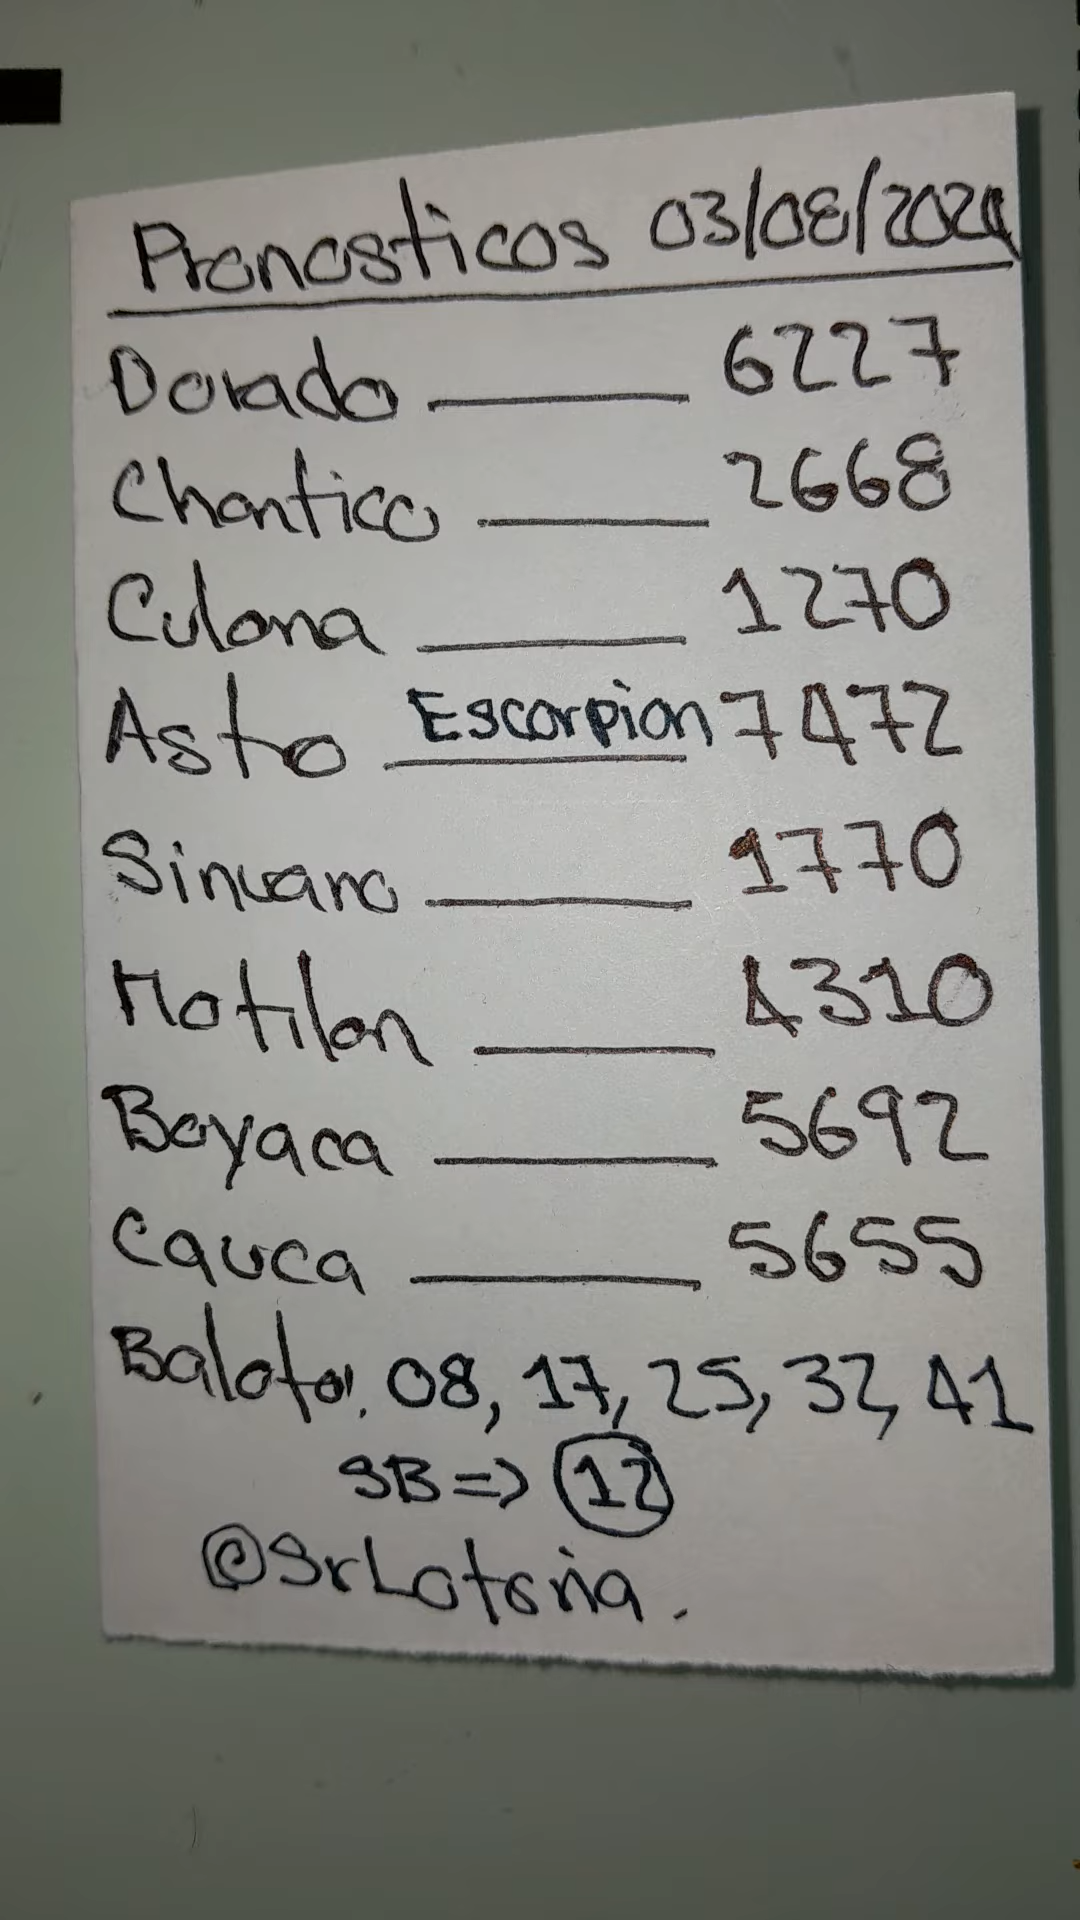 Pronosticos 03/08/2024
Dorado 6227
Chontico 2668
Culona 1270
Astro Escorpion 7472
Sinuano 1770
Motilon 4310
Boyaca 5692
Cauca 5655
Baloto. 08, 17, 25, 32, 41
SB => 12
@SrLoteria.